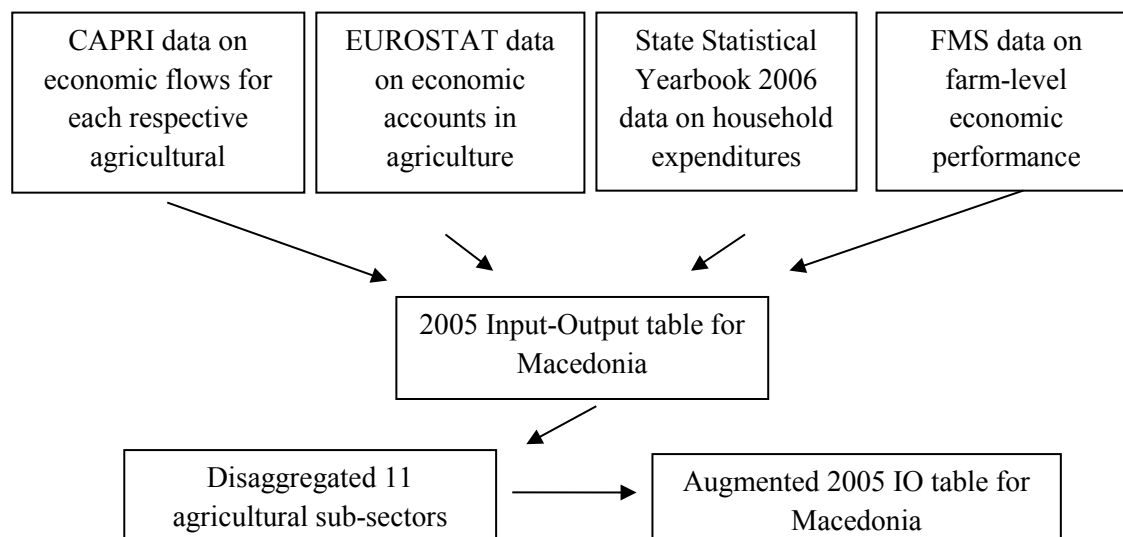 CAPRI data on
economic flows for
each respective
agricultural
EUROSTAT data
on economic
accounts in
agriculture
State Statistical
Yearbook 2006
data on household
expenditures
FMS data on
farm-level
economic
performance
2005 Input-Output table for
Macedonia
Disaggregated 11
agricultural sub-sectors
Augmented 2005 IO table for
Macedonia